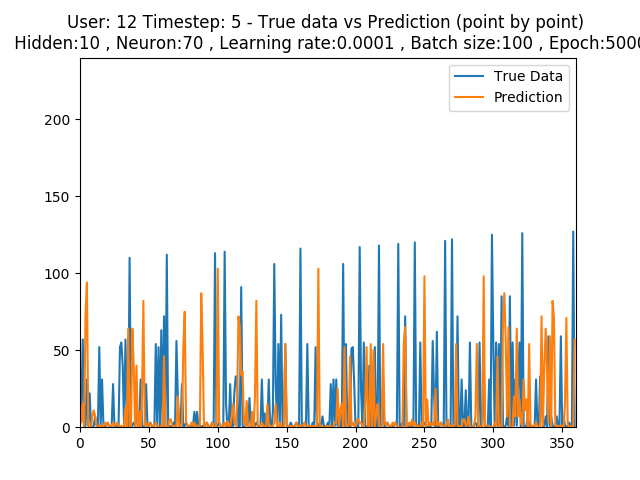 User: 12 Timestep: 5 - True data vs Prediction (point by point)
Hidden:10 , Neuron:70 , Learning rate:0.0001 , Batch size:100 , Epoch:5000
True Data
Prediction
200
150
100
50
0
0 50 100 150 200 250 300 350